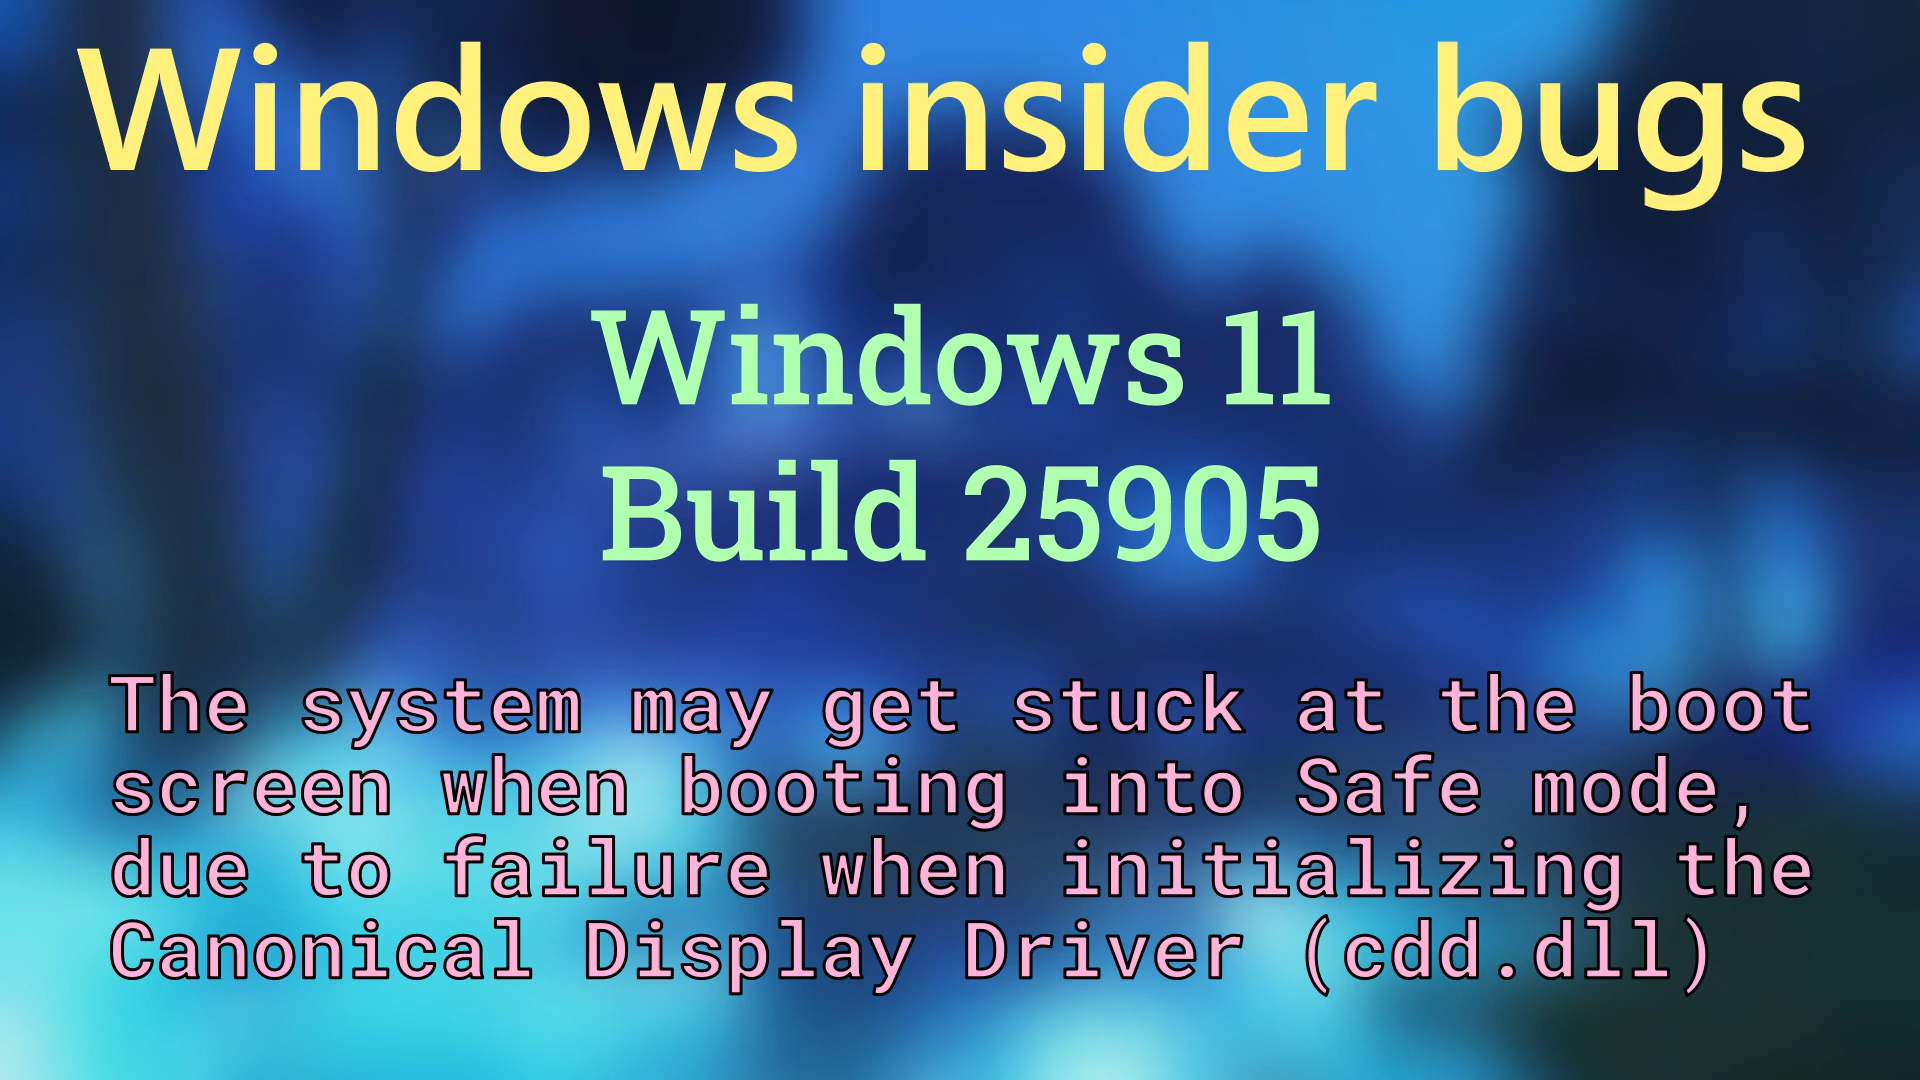 Windows insider bugs
Windows 11
Build 25905
The system may get stuck at the boot
screen when booting into Safe mode,
due to failure when initializing the
Canonical Display Driver (cdd.dll)